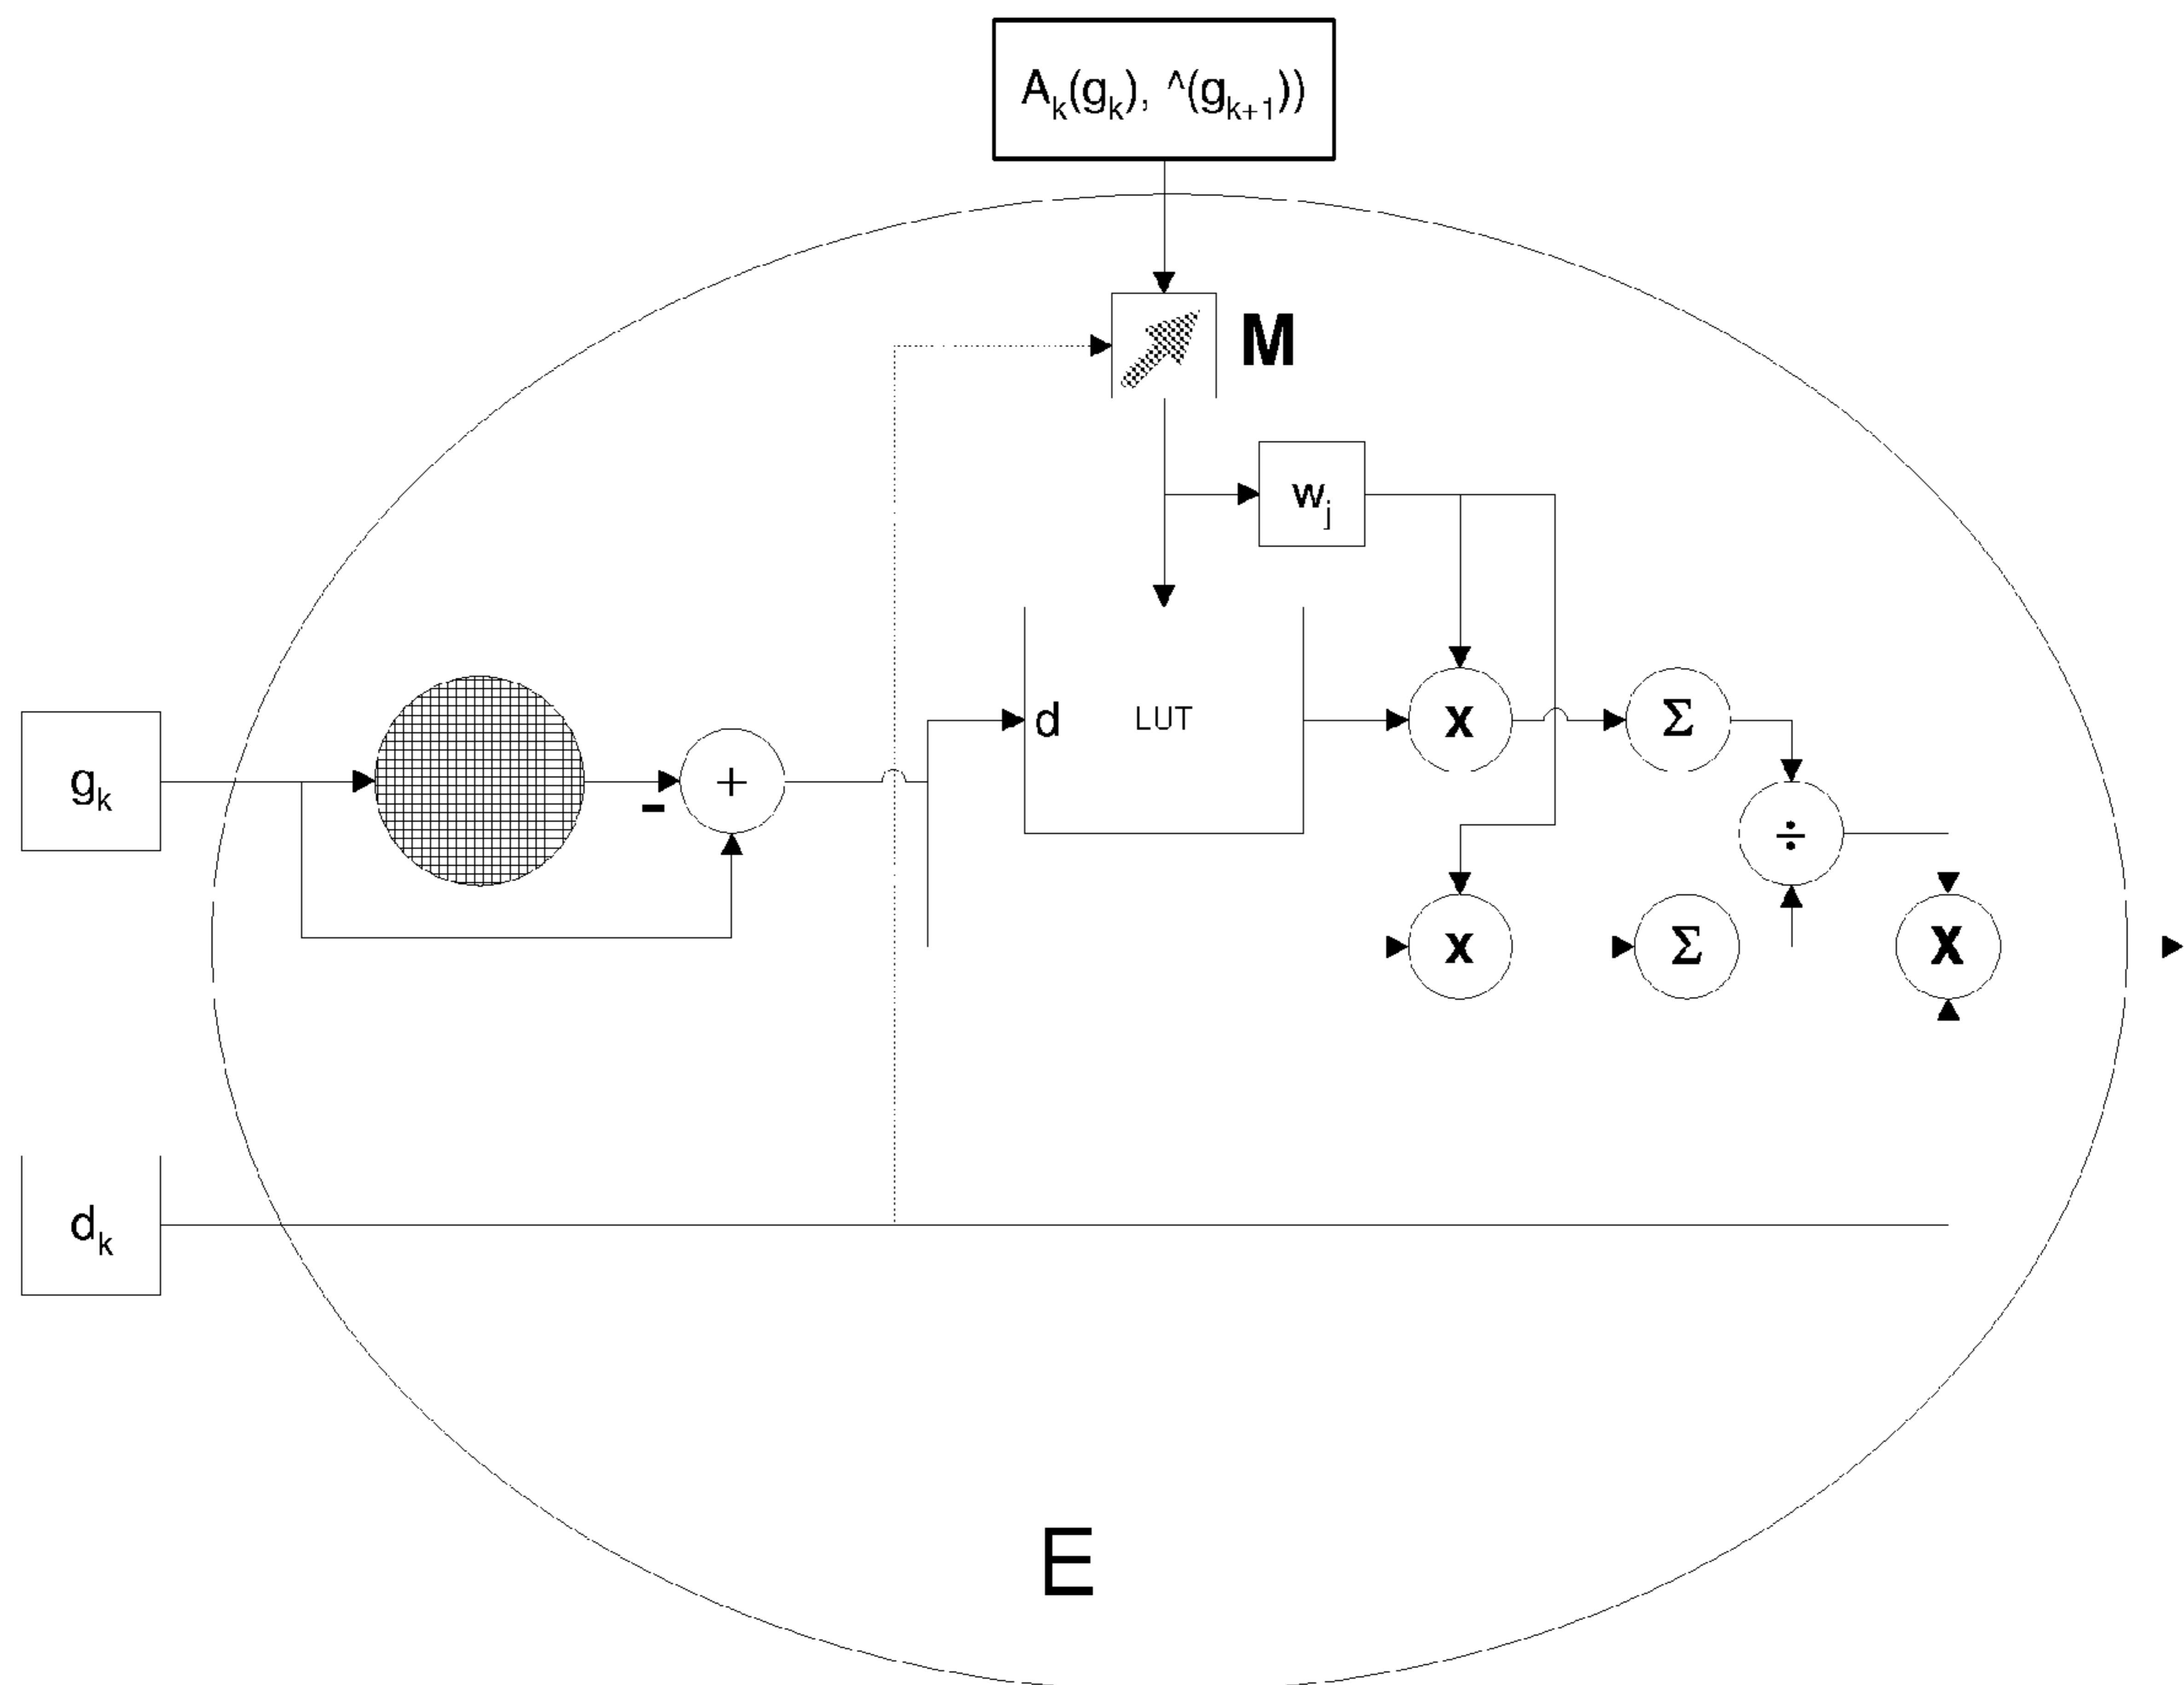 Aₖ(gₖ), ^(gₖ₊₁))
M
wⱼ
d LUT x Σ
gₖ - + ÷
x Σ x
dₖ
E